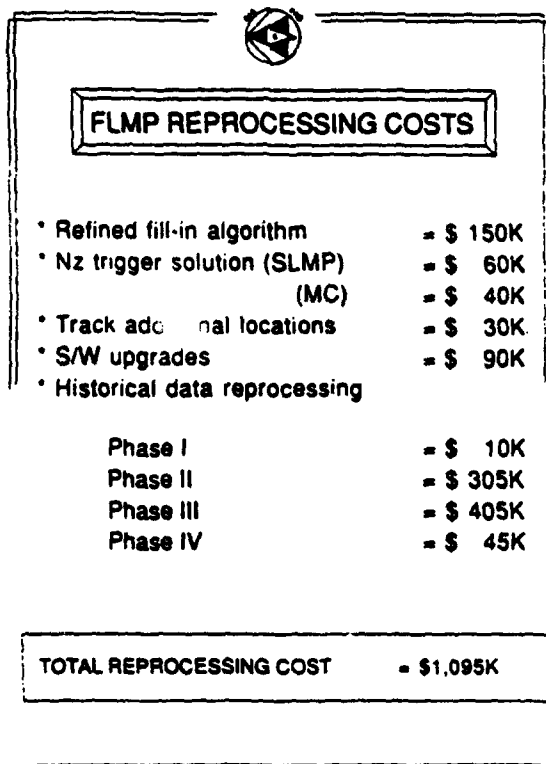 FLMP REPROCESSING COSTS
* Refined fill-in algorithm = $ 150K
* Nz trigger solution (SLMP) = $ 60K
(MC) = $ 40K
* Track locations = $ 30K
* S/W upgrades = $ 90K
* Historical data reprocessing
Phase I = $ 10K
Phase II = $ 305K
Phase III = $ 405K
Phase IV = $ 45K
TOTAL REPROCESSING COST = $1,095K